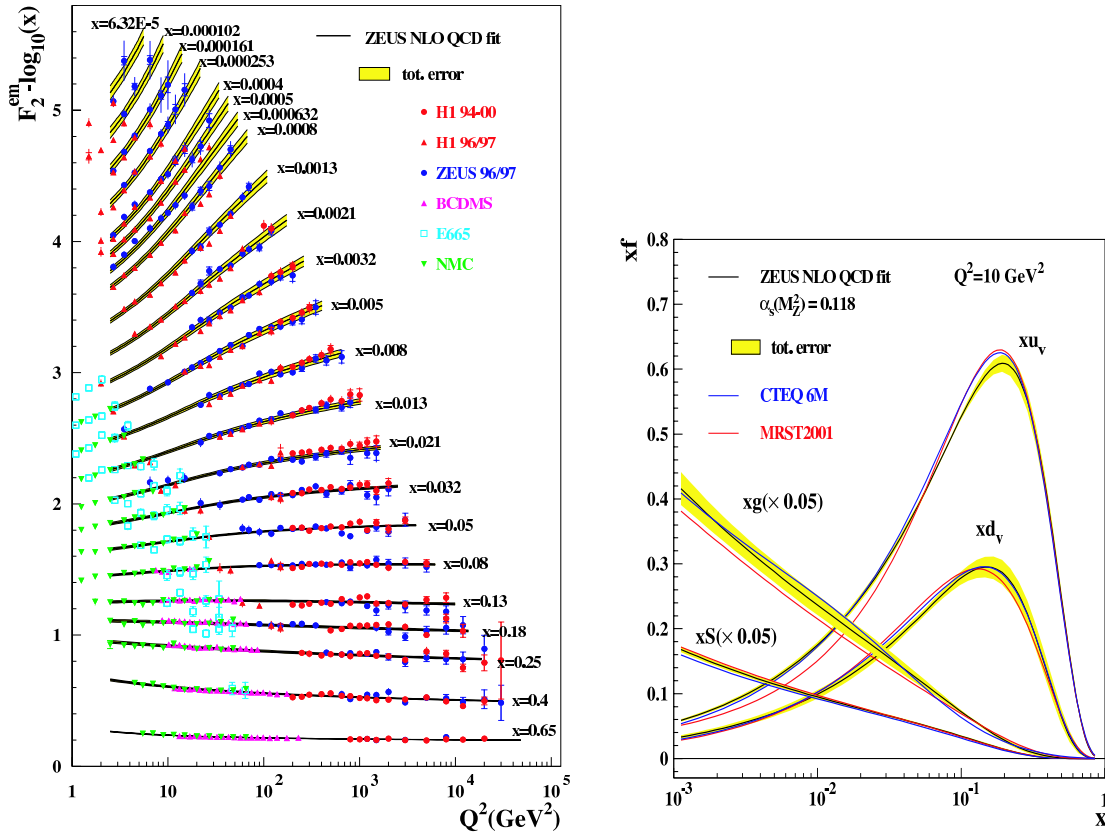 F₂ᵉᵐ-log₁₀(x)
x=6.32E-5
x=0.000102
x=0.000161
x=0.000253
x=0.0004
x=0.0005
x=0.000632
x=0.0008
x=0.0013
x=0.0021
x=0.0032
x=0.005
x=0.008
x=0.013
x=0.021
x=0.032
x=0.05
x=0.08
x=0.13
x=0.18
x=0.25
x=0.4
x=0.65
ZEUS NLO QCD fit
tot. error
H1 94-00
H1 96/97
ZEUS 96/97
BCDMS
E665
NMC
5
4
3
2
1
0
1 10 10² 10³ 10⁴ 10⁵
Q²(GeV²)
xf
0.8
0.7
0.6
0.5
0.4
0.3
0.2
0.1
0
ZEUS NLO QCD fit Q²=10 GeV²
αₛ(M_Z²) = 0.118
tot. error
CTEQ 6M
MRST2001
xuᵥ
xg(× 0.05)
xdᵥ
xS(× 0.05)
10⁻³ 10⁻² 10⁻¹ 1
x